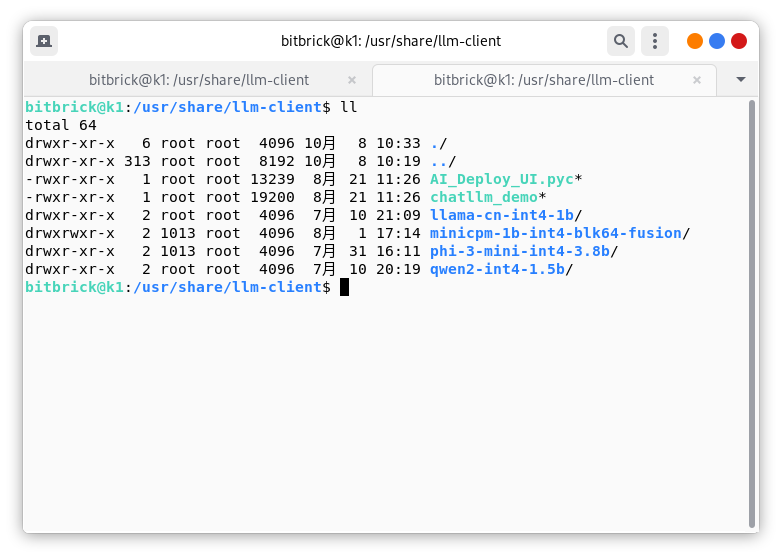 bitbrick@k1: /usr/share/llm-client
bitbrick@k1: /usr/share/llm-client × bitbrick@k1: /usr/share/llm-client ×
bitbrick@k1:/usr/share/llm-client$ ll
total 64
drwxr-xr-x   6 root root  4096 10月  8 10:33 ./
drwxr-xr-x 313 root root  8192 10月  8 10:19 ../
-rwxr-xr-x   1 root root 13239  8月 21 11:26 AI_Deploy_UI.pyc*
-rwxr-xr-x   1 root root 19200  8月 21 11:26 chatllm_demo*
drwxr-xr-x   2 root root  4096  7月 10 21:09 llama-cn-int4-1b/
drwxrwxr-x   2 1013 root  4096  8月  1 17:14 minicpm-1b-int4-blk64-fusion/
drwxr-xr-x   2 1013 root  4096  7月 31 16:11 phi-3-mini-int4-3.8b/
drwxr-xr-x   2 root root  4096  7月 10 20:19 qwen2-int4-1.5b/
bitbrick@k1:/usr/share/llm-client$